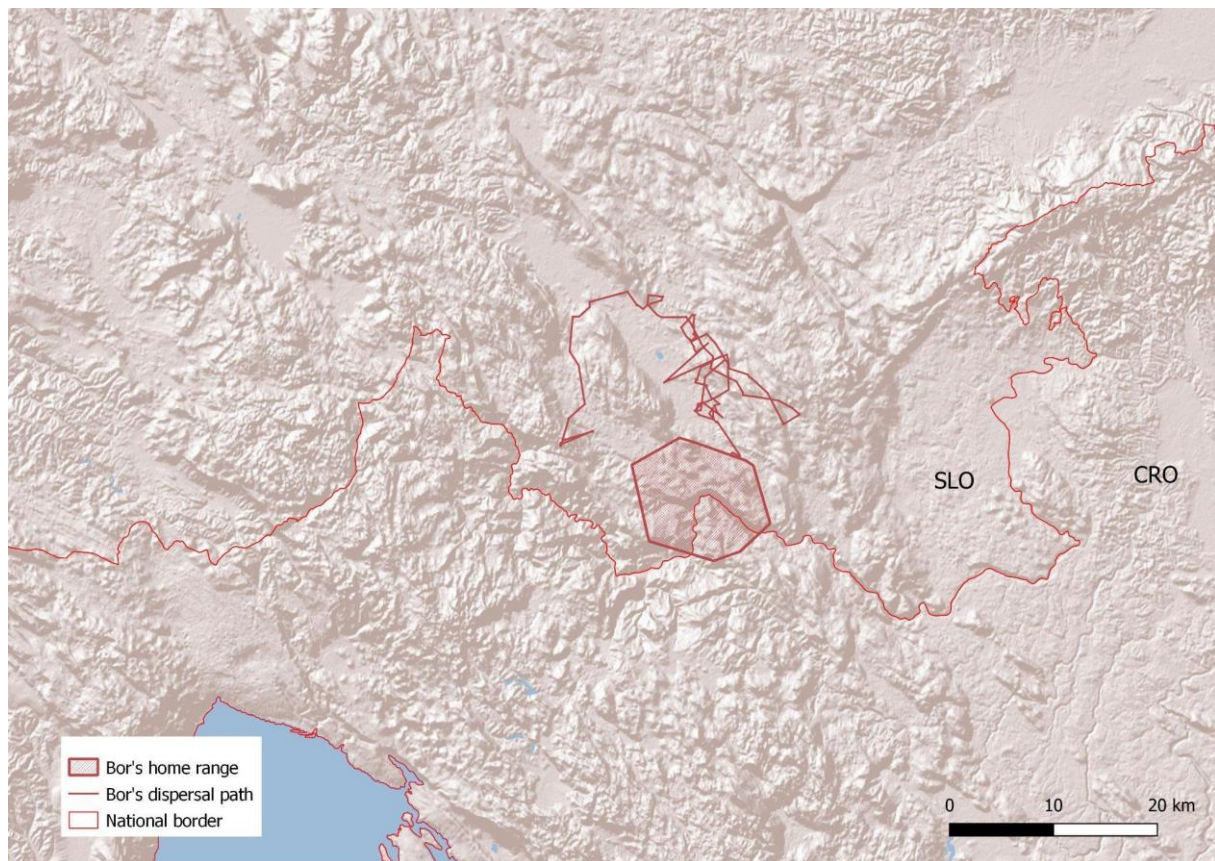 SLO
CRO
Bor's home range
Bor's dispersal path
National border
0 10 20 km